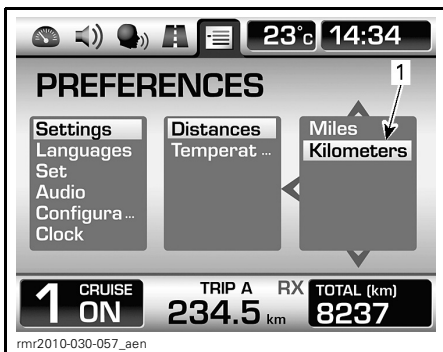 23°c 14:34
PREFERENCES
1
Settings
Languages
Set
Audio
Configura...
Clock
Distances
Temperat ...
Miles
Kilometers
1 CRUISE ON
TRIP A
234.5 km
RX
TOTAL (km)
8237
rmr2010-030-057_aen